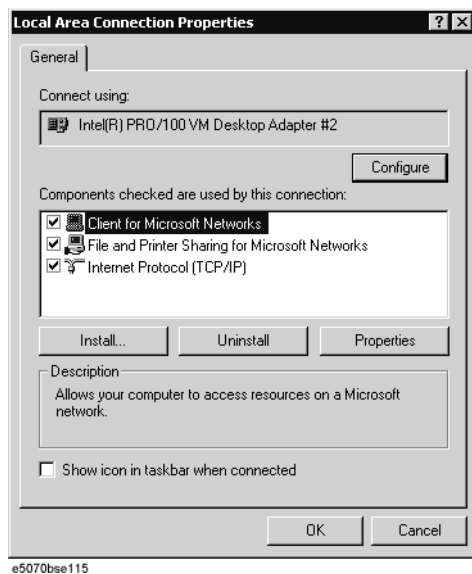 Local Area Connection Properties
General
Connect using:
Intel(R) PRO/100 VM Desktop Adapter #2
Configure
Components checked are used by this connection:
Client for Microsoft Networks
File and Printer Sharing for Microsoft Networks
Internet Protocol (TCP/IP)
Install...
Uninstall
Properties
Description
Allows your computer to access resources on a Microsoft
network.
Show icon in taskbar when connected
OK
Cancel
e5070bse115